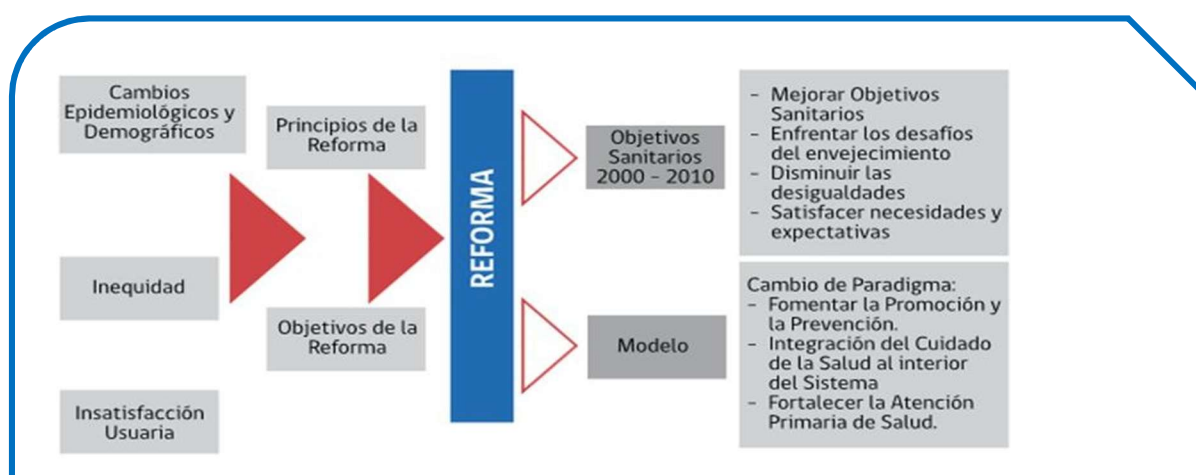 Cambios
Epidemiológicos y
Demográficos
Inequidad
Insatisfacción
Usuaria
Principios de la
Reforma
Objetivos de la
Reforma
REFORMA
Objetivos
Sanitarios
2000 – 2010
– Mejorar Objetivos
Sanitarios
– Enfrentar los desafíos
del envejecimiento
– Disminuir las
desigualdades
– Satisfacer necesidades y
expectativas
Modelo
Cambio de Paradigma:
– Fomentar la Promoción y
la Prevención.
– Integración del Cuidado
de la Salud al interior
del Sistema
– Fortalecer la Atención
Primaria de Salud.